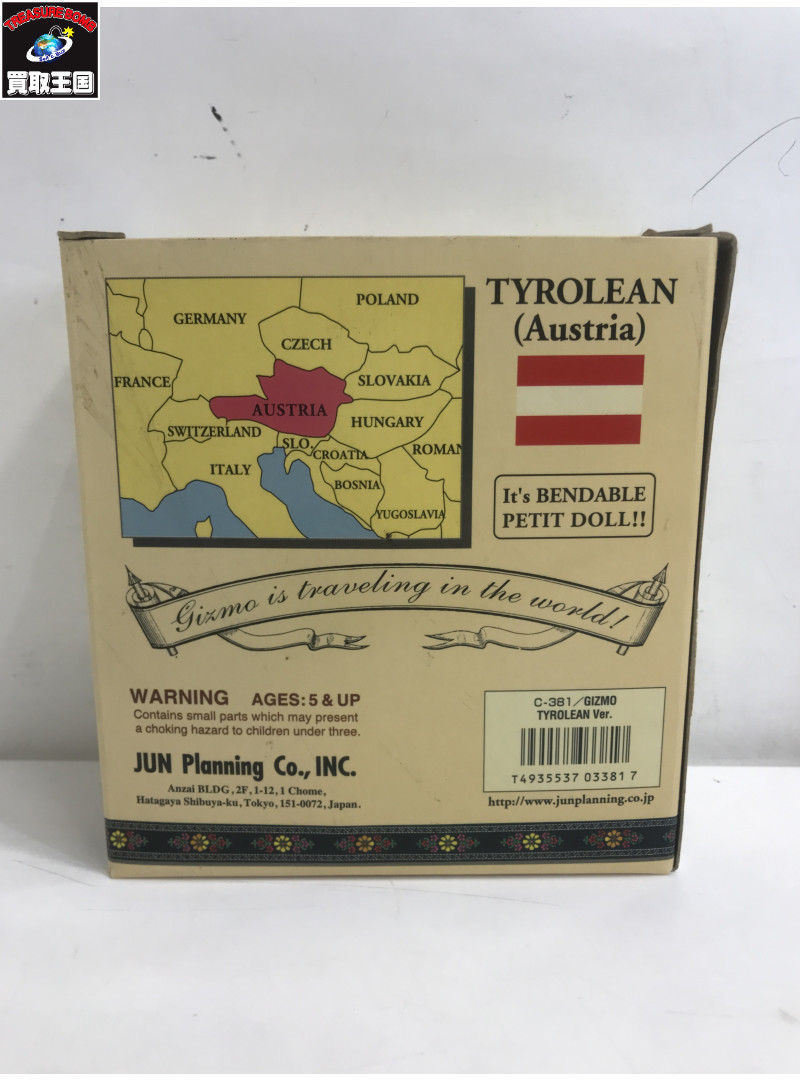 TREASURE BOMB
買取王国
TYROLEAN
(Austria)
POLAND
GERMANY
CZECH
FRANCE
SLOVAKIA
AUSTRIA
HUNGARY
SWITZERLAND
SLO.
CROATIA
ROMAN
ITALY
BOSNIA
YUGOSLAVIA
It's BENDABLE
PETIT DOLL!!
Gizmo is traveling in the world!
WARNING AGES: 5 & UP
Contains small parts which may present
a choking hazard to children under three.
JUN Planning Co., INC.
Anzai BLDG, 2F, 1-12, 1 Chome,
Hatagaya Shibuya-ku, Tokyo, 151-0072, Japan.
C-381/GIZMO
TYROLEAN Ver.
T4935537 033817
http://www.junplanning.co.jp